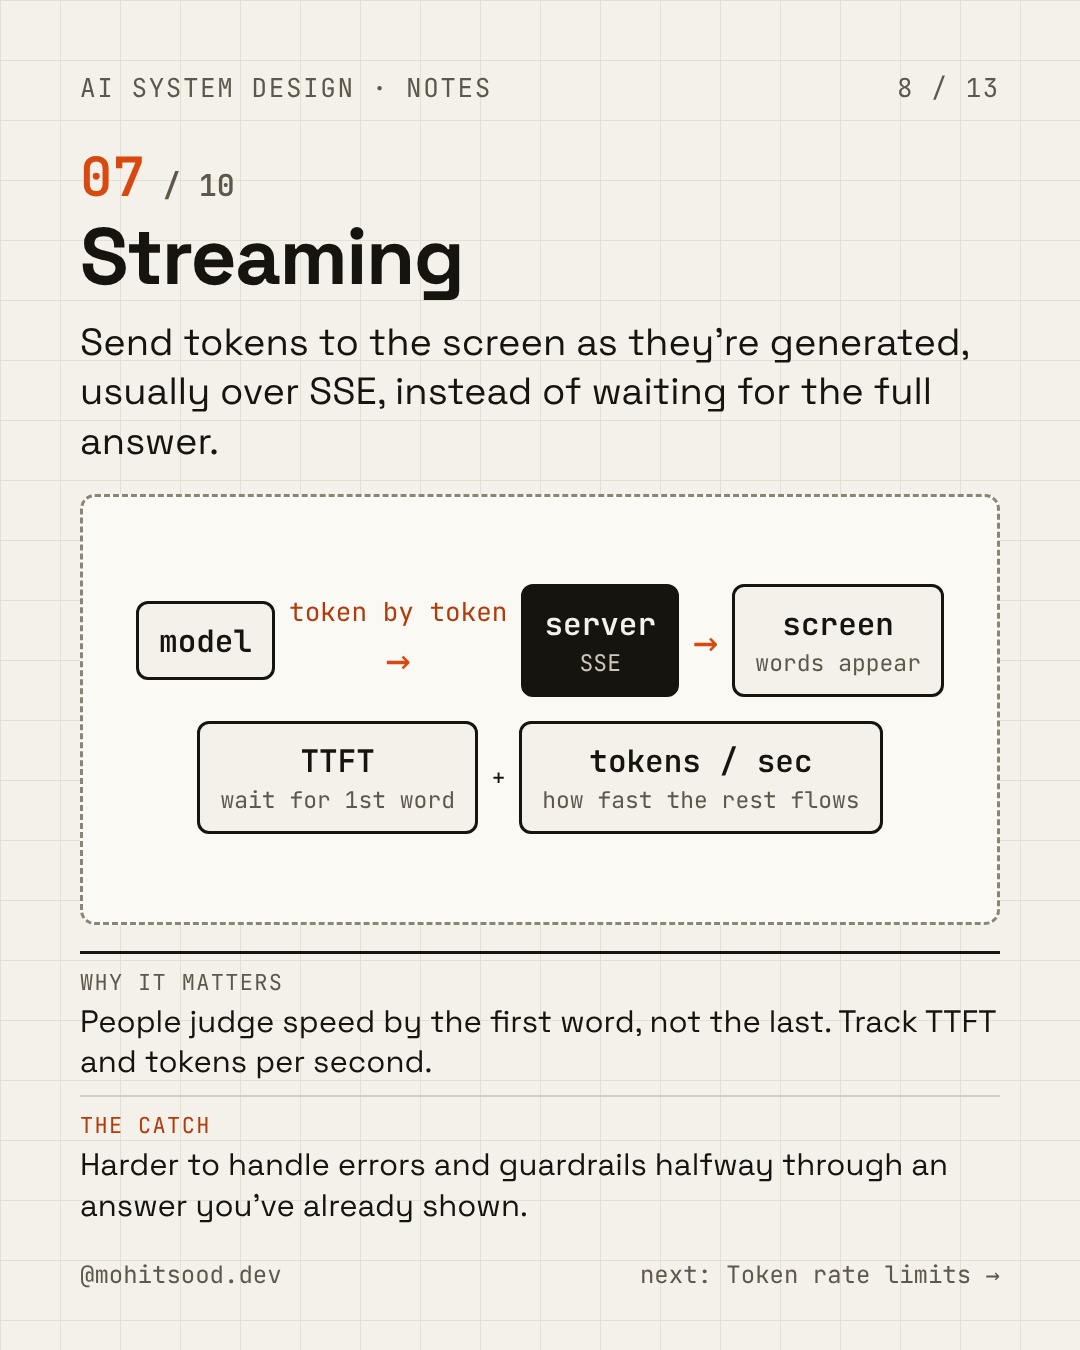 AI SYSTEM DESIGN · NOTES
8 / 13
07 / 10
Streaming
Send tokens to the screen as they’re generated,
usually over SSE, instead of waiting for the full
answer.
model
token by token
→
server
SSE
→
screen
words appear
TTFT
wait for 1st word
+
tokens / sec
how fast the rest flows
WHY IT MATTERS
People judge speed by the first word, not the last. Track TTFT
and tokens per second.
THE CATCH
Harder to handle errors and guardrails halfway through an
answer you’ve already shown.
@mohitsood.dev
next: Token rate limits →